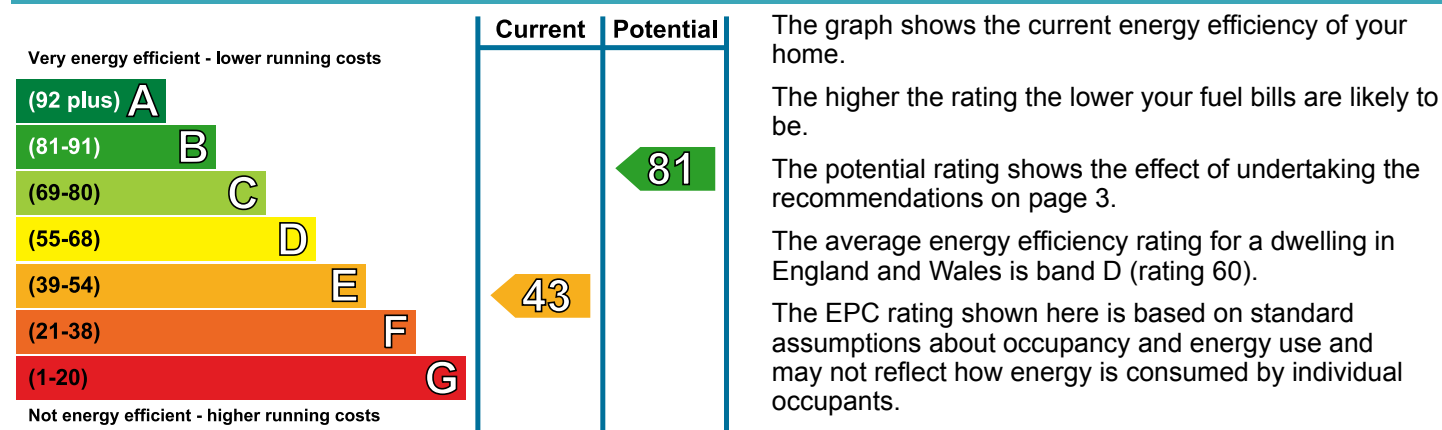 Current Potential
Very energy efficient - lower running costs
(92 plus) A
(81-91) B
(69-80) C
(55-68) D
(39-54) E
(21-38) F
(1-20) G
Not energy efficient - higher running costs
81
43
The graph shows the current energy efficiency of your
home.
The higher the rating the lower your fuel bills are likely to
be.
The potential rating shows the effect of undertaking the
recommendations on page 3.
The average energy efficiency rating for a dwelling in
England and Wales is band D (rating 60).
The EPC rating shown here is based on standard
assumptions about occupancy and energy use and
may not reflect how energy is consumed by individual
occupants.